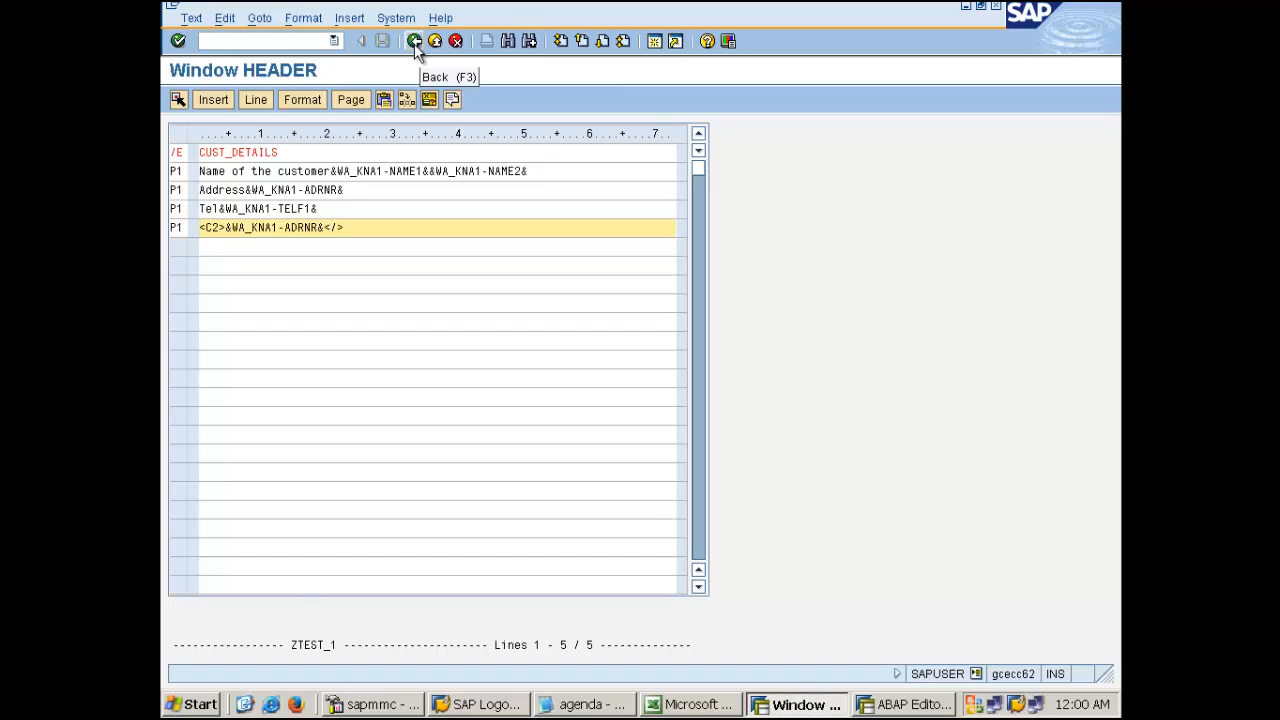 Text Edit Goto Format Insert System Help
SAP
Back (F3)
Window HEADER
Insert Line Format Page
....+....1....+....2....+....3....+....4....+....5....+....6....+....7..
/E CUST_DETAILS
P1 Name of the customer&WA_KNA1-NAME1&&WA_KNA1-NAME2&
P1 Address&WA_KNA1-ADRNR&
P1 Tel&WA_KNA1-TELF1&
P1 <C2>&WA_KNA1-ADRNR&</>
----------------- ZTEST_1 ---------------------- Lines 1 - 5 / 5 --------------
SAPUSER gcecc62 INS
Start sapmmc - ... SAP Logo... agenda - ... Microsoft ... Window ... ABAP Edito... 12:00 AM